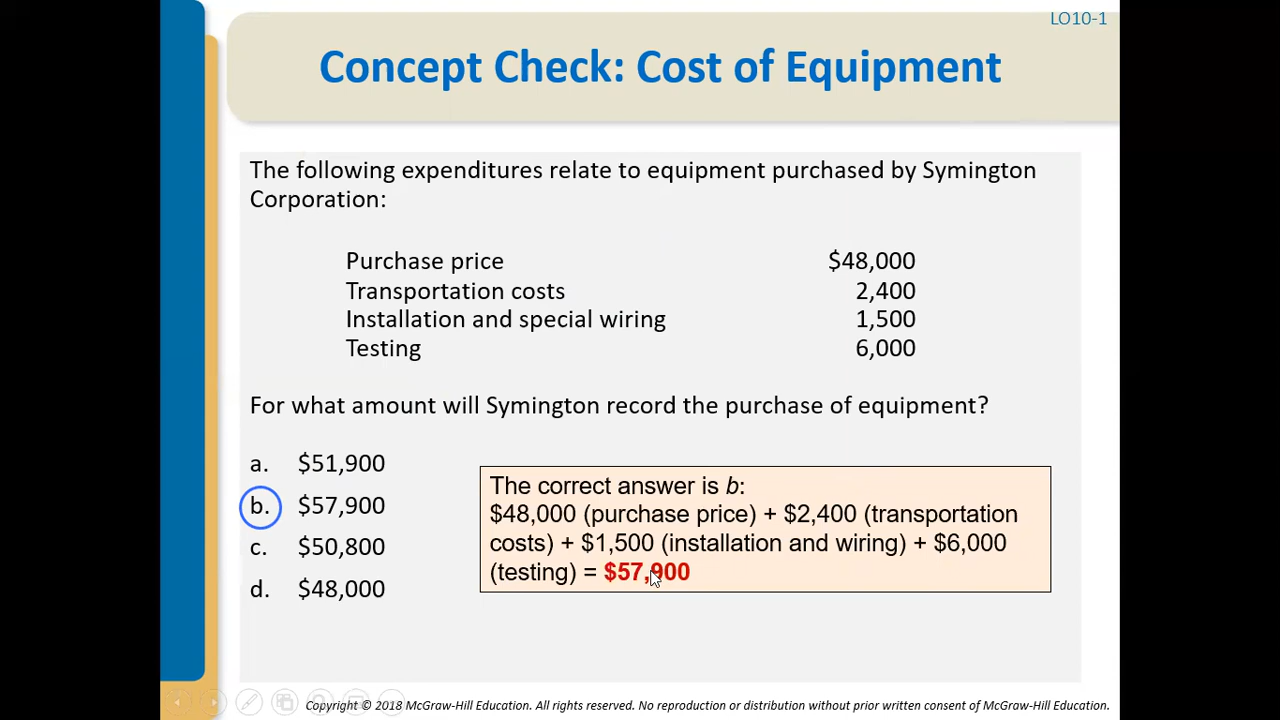 LO10-1
Concept Check: Cost of Equipment
The following expenditures relate to equipment purchased by Symington
Corporation:
Purchase price $48,000
Transportation costs 2,400
Installation and special wiring 1,500
Testing 6,000
For what amount will Symington record the purchase of equipment?
a. $51,900
b. $57,900
c. $50,800
d. $48,000
The correct answer is b:
$48,000 (purchase price) + $2,400 (transportation
costs) + $1,500 (installation and wiring) + $6,000
(testing) = $57,900
Copyright © 2018 McGraw-Hill Education. All rights reserved. No reproduction or distribution without prior written consent of McGraw-Hill Education.